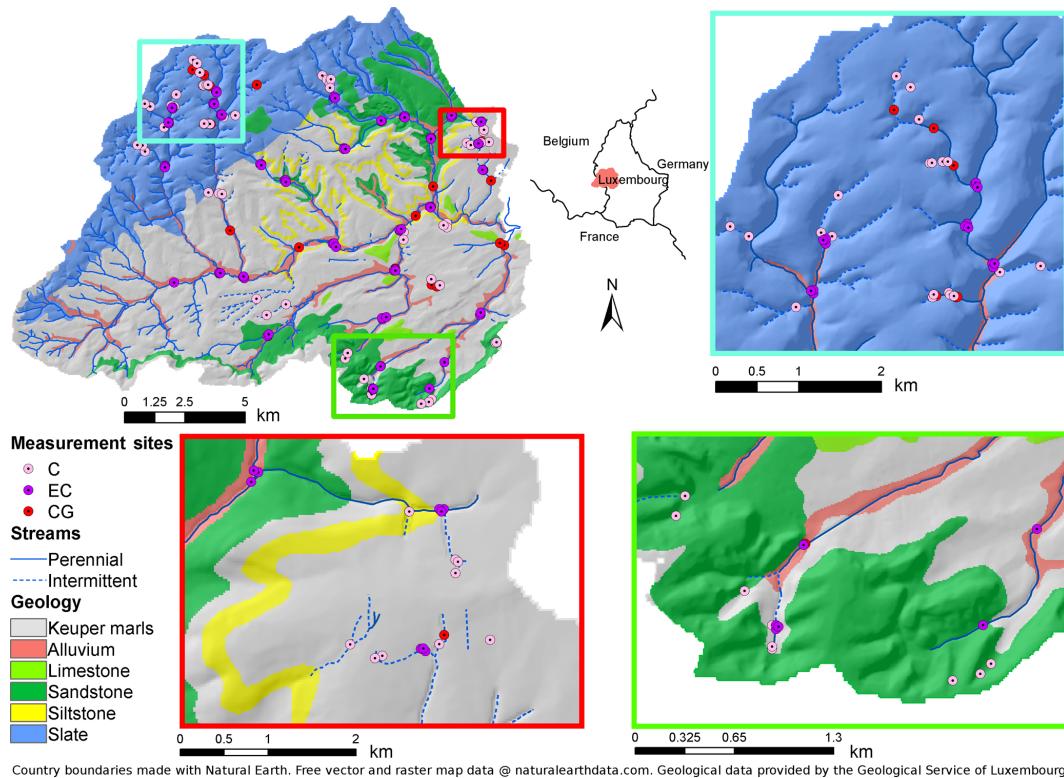 Belgium
Germany
Luxembourg
France
N
0 1.25 2.5 5
km
0 0.5 1 2
km
Measurement sites
C
EC
CG
Streams
Perennial
Intermittent
Geology
Keuper marls
Alluvium
Limestone
Sandstone
Siltstone
Slate
0 0.5 1 2
km
0 0.325 0.65 1.3
km
Country boundaries made with Natural Earth. Free vector and raster map data @ naturalearthdata.com. Geological data provided by the Geological Service of Luxembourg